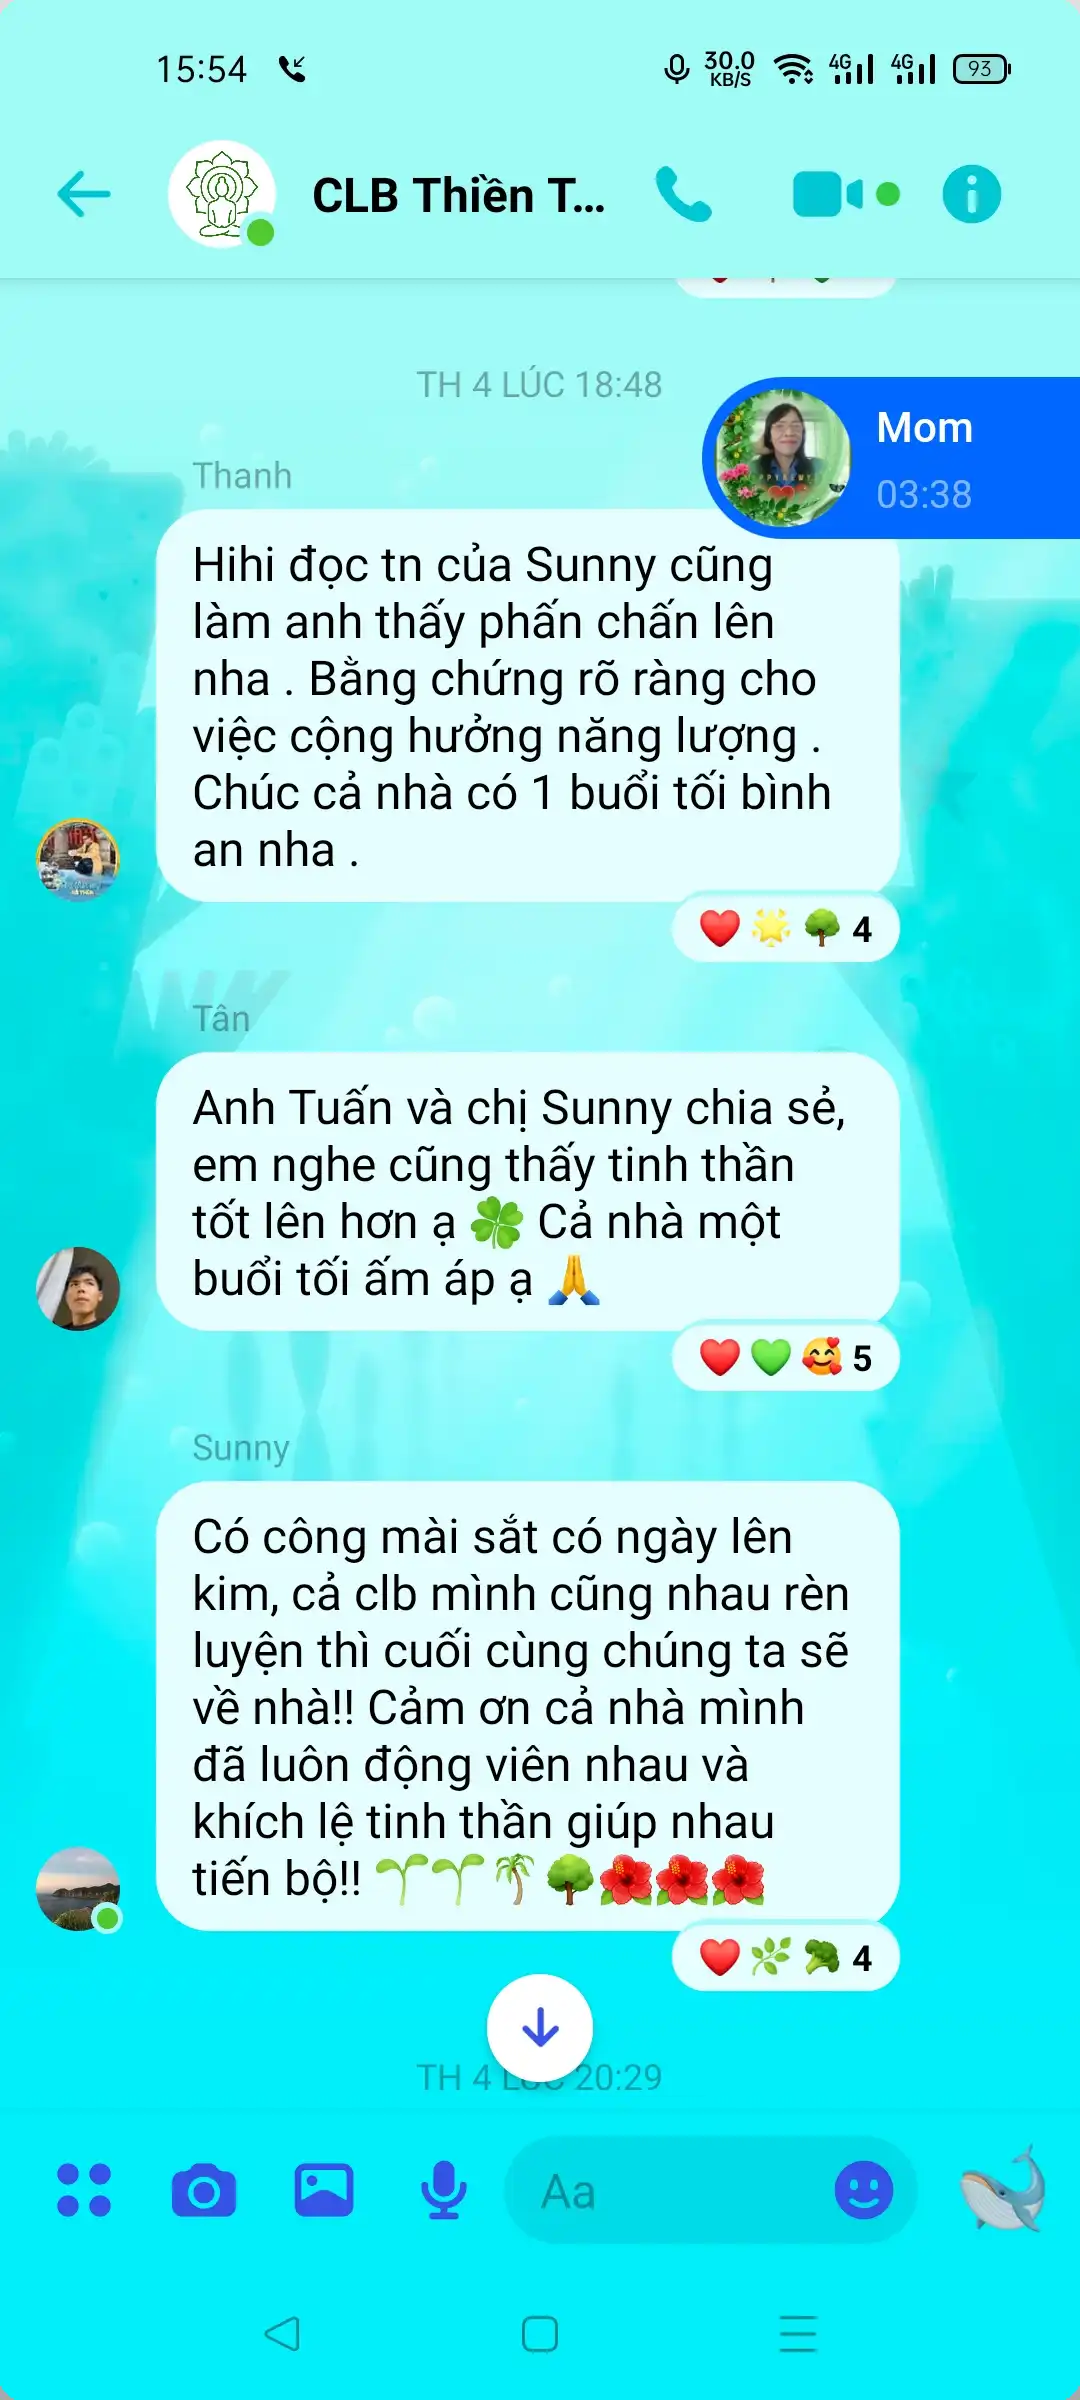 15:54
30.0
KB/S
4G
4G
93
CLB Thiền T...
TH 4 LÚC 18:48
Mom
03:38
Thanh
Hihi đọc tn của Sunny cũng
làm anh thấy phấn chấn lên
nha . Bằng chứng rõ ràng cho
việc cộng hưởng năng lượng .
Chúc cả nhà có 1 buổi tối bình
an nha .
❤️🌟🌳 4
Tân
Anh Tuấn và chị Sunny chia sẻ,
em nghe cũng thấy tinh thần
tốt lên hơn ạ 🍀 Cả nhà một
buổi tối ấm áp ạ 🙏
❤️💚🥰 5
Sunny
Có công mài sắt có ngày lên
kim, cả clb mình cũng nhau rèn
luyện thì cuối cùng chúng ta sẽ
về nhà!! Cảm ơn cả nhà mình
đã luôn động viên nhau và
khích lệ tinh thần giúp nhau
tiến bộ!! 🌱🌱🌴🌳🌺🌺🌺
❤️🌿🥦 4
TH 4 LÚC 20:29
Aa